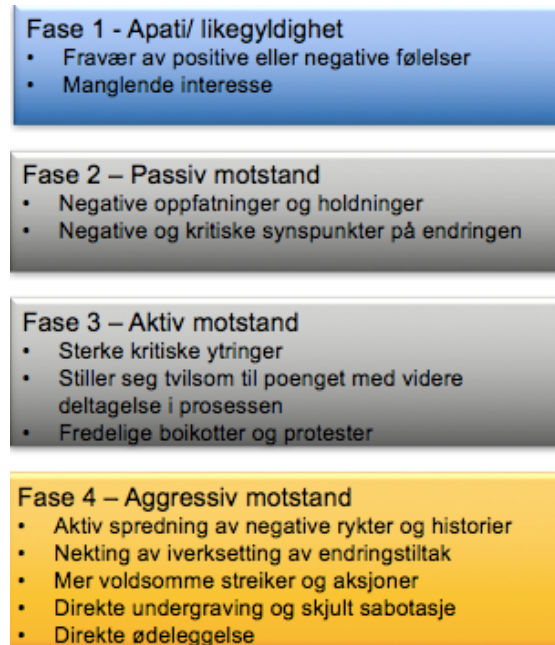 Fase 1 - Apati/ likegyldighet
• Fravær av positive eller negative følelser
• Manglende interesse
Fase 2 – Passiv motstand
• Negative oppfatninger og holdninger
• Negative og kritiske synspunkter på endringen
Fase 3 – Aktiv motstand
• Sterke kritiske ytringer
• Stiller seg tvilsom til poenget med videre
deltagelse i prosessen
• Fredelige boikotter og protester
Fase 4 – Aggressiv motstand
• Aktiv spredning av negative rykter og historier
• Nekting av iverksetting av endringstiltak
• Mer voldsomme streiker og aksjoner
• Direkte undergraving og skjult sabotasje
• Direkte ødeleggelse